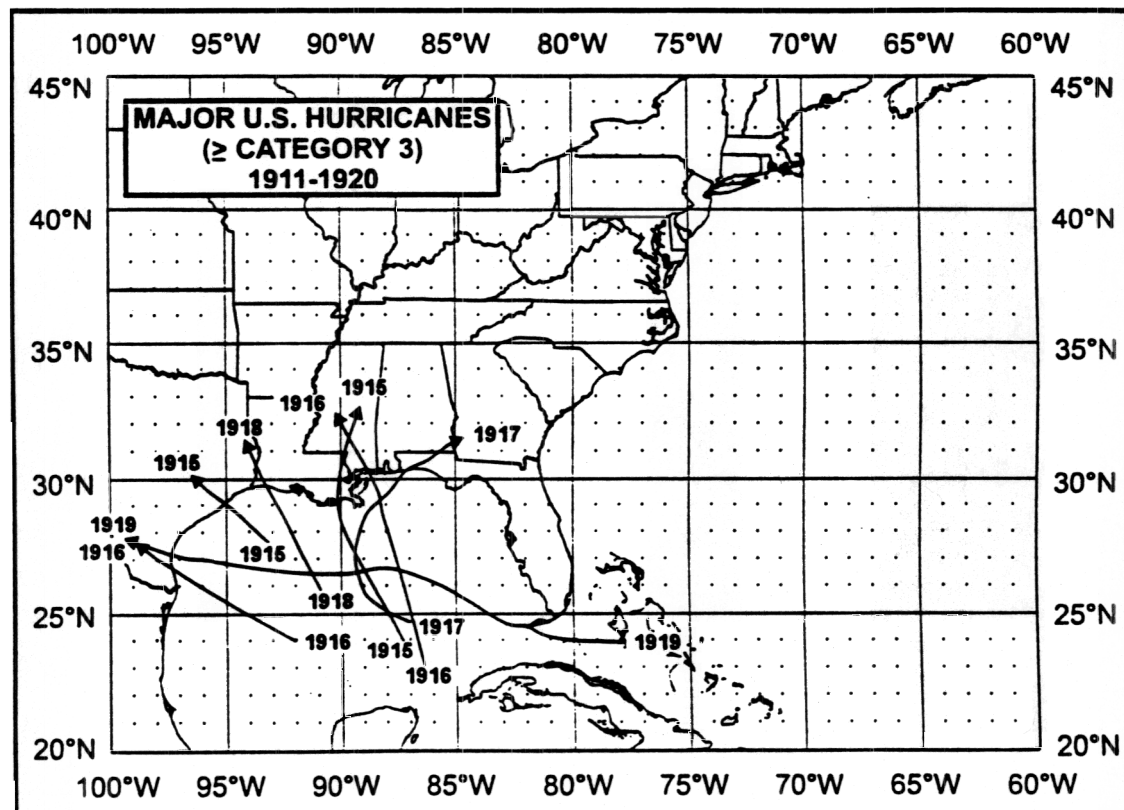 100°W 95°W 90°W 85°W 80°W 75°W 70°W 65°W 60°W
45°N 45°N
MAJOR U.S. HURRICANES
(≥ CATEGORY 3)
1911-1920
40°N 40°N
35°N 35°N
1915
1916
1918 1917
1915
30°N 30°N
1919
1916 1915
1918
25°N 1917 25°N
1916 1915 1919
1916
20°N 20°N
100°W 95°W 90°W 85°W 80°W 75°W 70°W 65°W 60°W